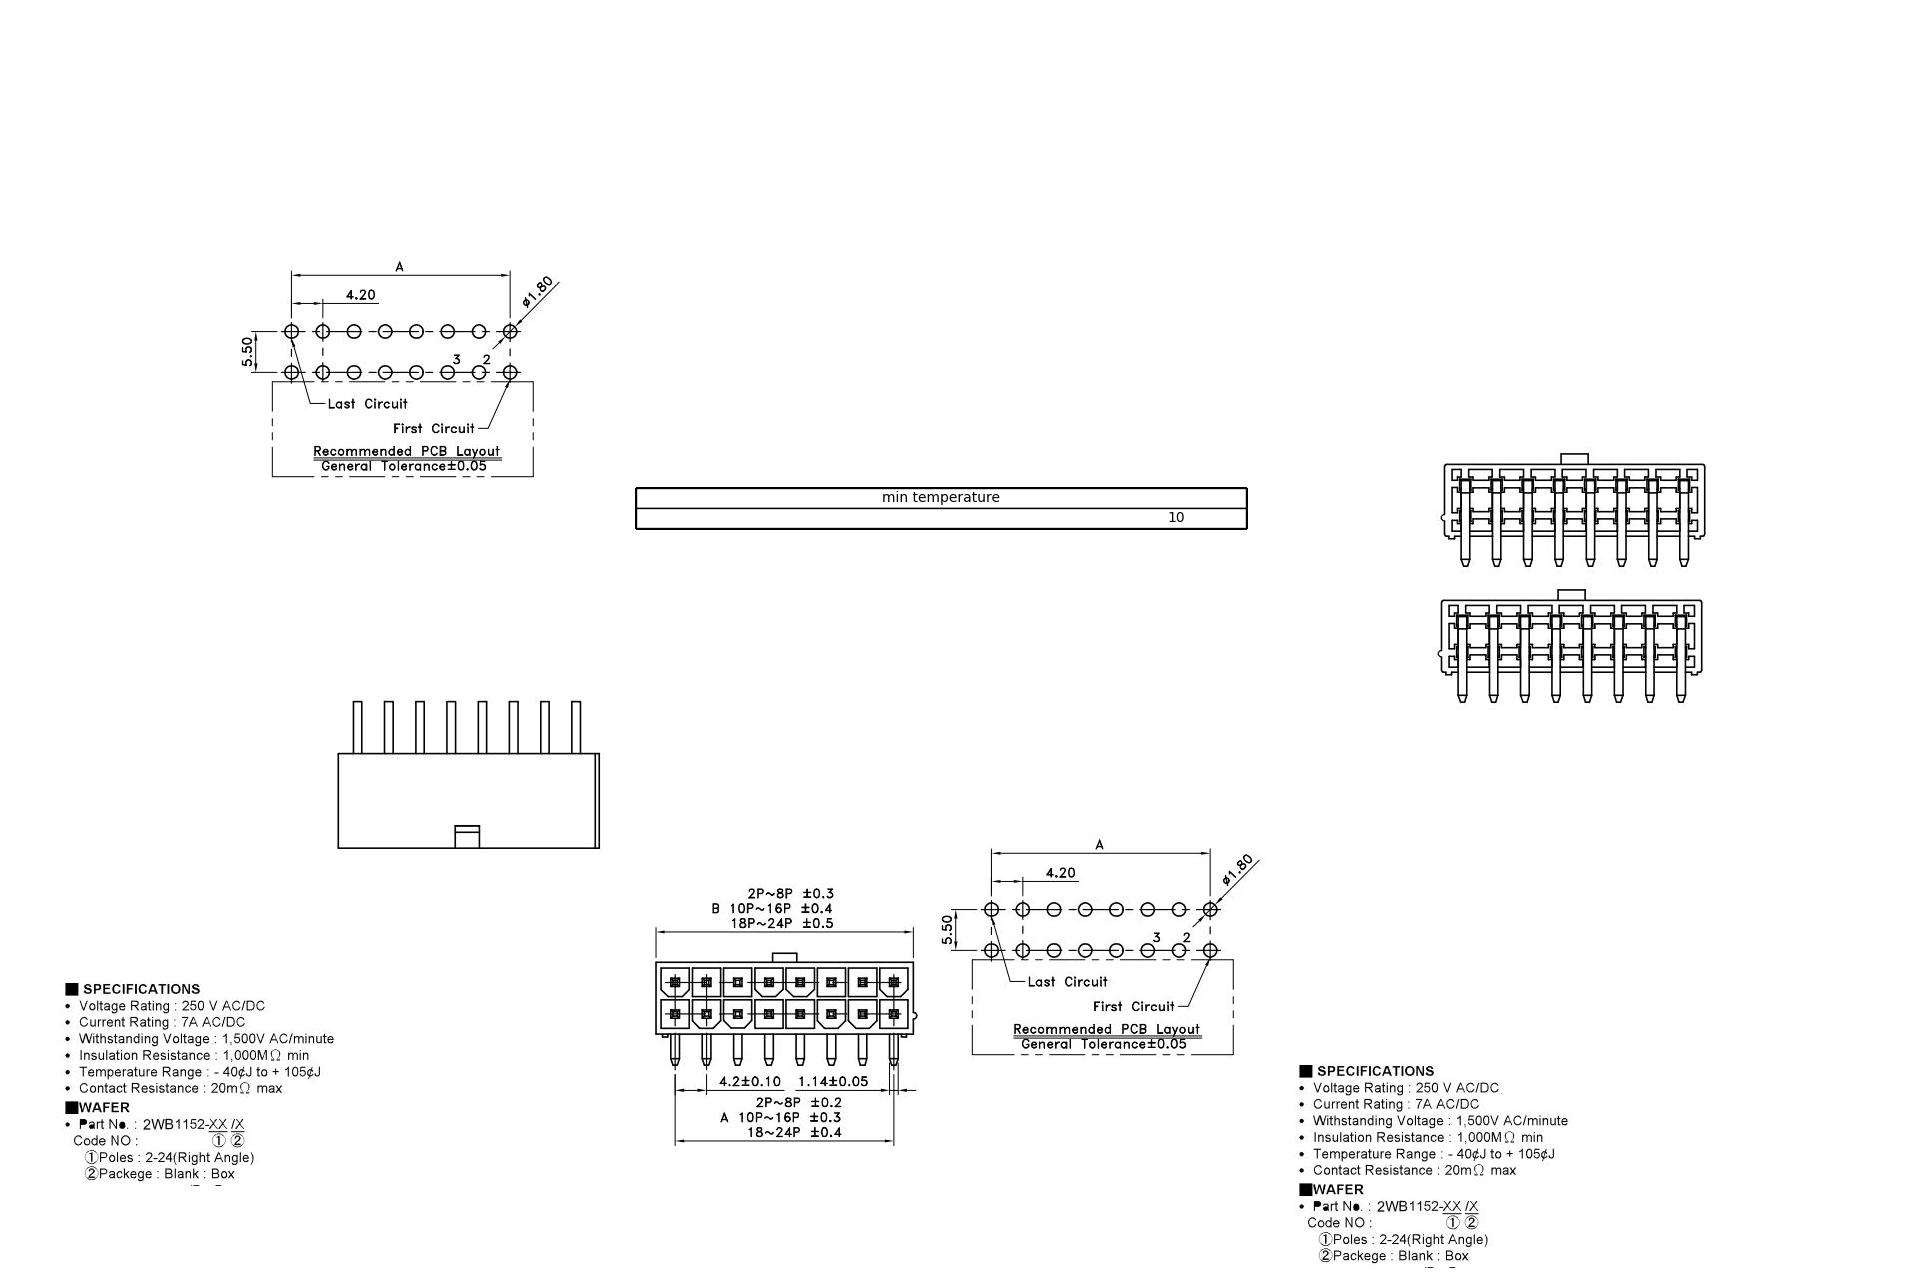 A
4.20
ø1.80
5.50
3 2
Last Circuit
First Circuit
Recommended PCB Layout
General Tolerance±0.05
min temperature
10
2P~8P ±0.3
B 10P~16P ±0.4
18P~24P ±0.5
4.2±0.10 1.14±0.05
2P~8P ±0.2
A 10P~16P ±0.3
18~24P ±0.4
A
4.20
ø1.80
5.50
3 2
Last Circuit
First Circuit
Recommended PCB Layout
General Tolerance±0.05
■ SPECIFICATIONS
• Voltage Rating : 250 V AC/DC
• Current Rating : 7A AC/DC
• Withstanding Voltage : 1,500V AC/minute
• Insulation Resistance : 1,000MΩ min
• Temperature Range : - 40¢J to + 105¢J
• Contact Resistance : 20mΩ max
■WAFER
• Part No. : 2WB1152-XX /X
Code NO : ① ②
①Poles : 2-24(Right Angle)
②Packege : Blank : Box
■ SPECIFICATIONS
• Voltage Rating : 250 V AC/DC
• Current Rating : 7A AC/DC
• Withstanding Voltage : 1,500V AC/minute
• Insulation Resistance : 1,000MΩ min
• Temperature Range : - 40¢J to + 105¢J
• Contact Resistance : 20mΩ max
■WAFER
• Part No. : 2WB1152-XX /X
Code NO : ① ②
①Poles : 2-24(Right Angle)
②Packege : Blank : Box